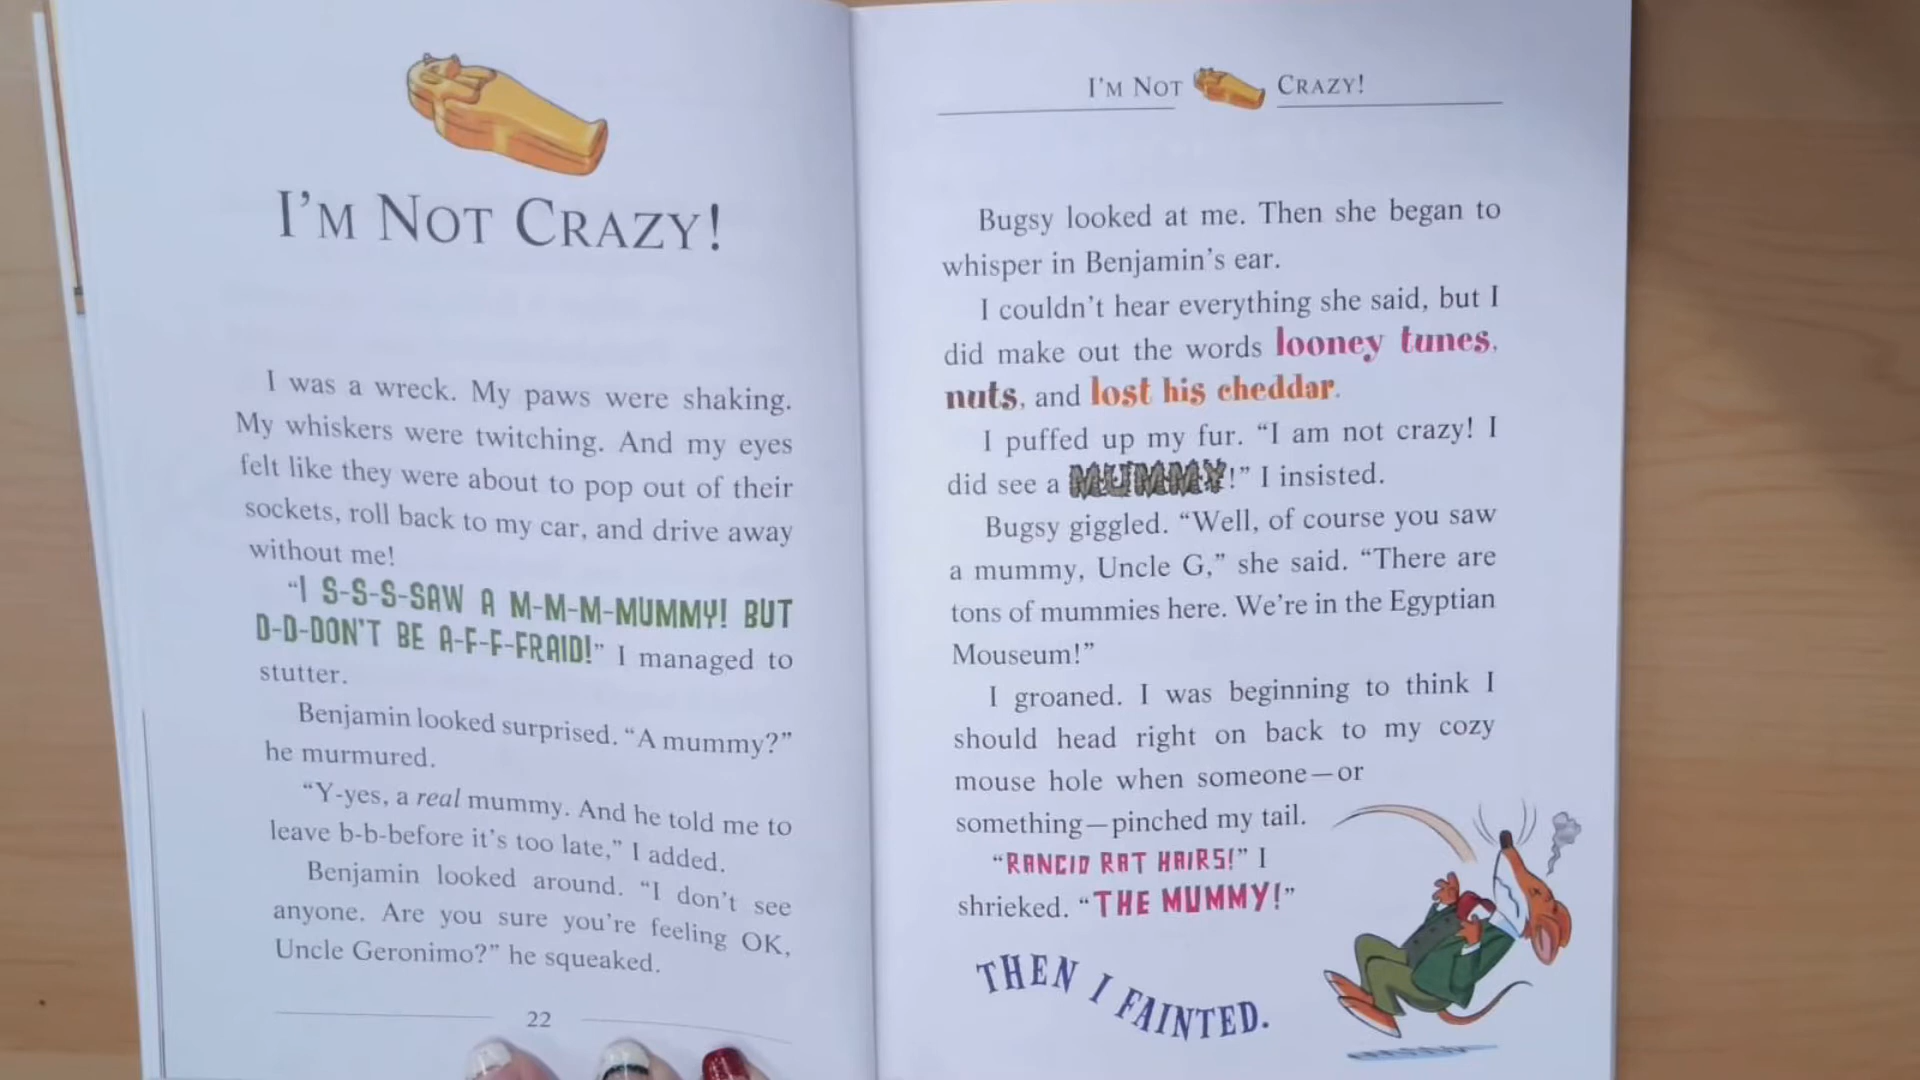 I'M NOT CRAZY!
I was a wreck. My paws were shaking.
My whiskers were twitching. And my eyes
felt like they were about to pop out of their
sockets, roll back to my car, and drive away
without me!
“I S-S-S-SAW A M-M-M-MUMMY! BUT
D-D-DON'T BE A-F-F-FRAID!” I managed to
stutter.
Benjamin looked surprised. “A mummy?”
he murmured.
“Y-yes, a real mummy. And he told me to
leave b-b-before it's too late,” I added.
Benjamin looked around. “I don't see
anyone. Are you sure you're feeling OK,
Uncle Geronimo?” he squeaked.
22
I'M NOT CRAZY!
Bugsy looked at me. Then she began to
whisper in Benjamin's ear.
I couldn't hear everything she said, but I
did make out the words looney tunes,
nuts, and lost his cheddar.
I puffed up my fur. “I am not crazy! I
did see a MUMMY!” I insisted.
Bugsy giggled. “Well, of course you saw
a mummy, Uncle G,” she said. “There are
tons of mummies here. We're in the Egyptian
Mouseum!”
I groaned. I was beginning to think I
should head right on back to my cozy
mouse hole when someone—or
something—pinched my tail.
“RANCID RAT HAIRS!” I
shrieked. “THE MUMMY!”
THEN I FAINTED.